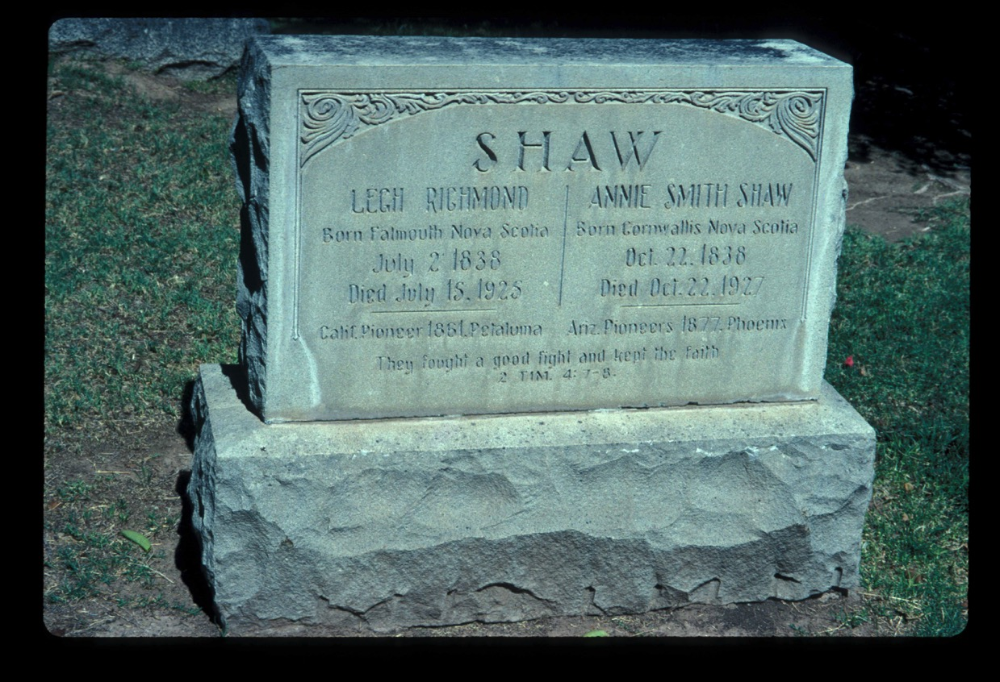 SHAW
LEGH RICHMOND
Born Falmouth Nova Scotia
July 2 1838
Died July 15. 1925
Calif. Pioneer 1861. Petaluma
ANNIE SMITH SHAW
Born Cornwallis Nova Scotia
Oct. 22. 1838
Died Oct. 22. 1927
Ariz. Pioneers 1877. Phoenix
They fought a good fight and kept the faith
2 TIM. 4: 7-8.